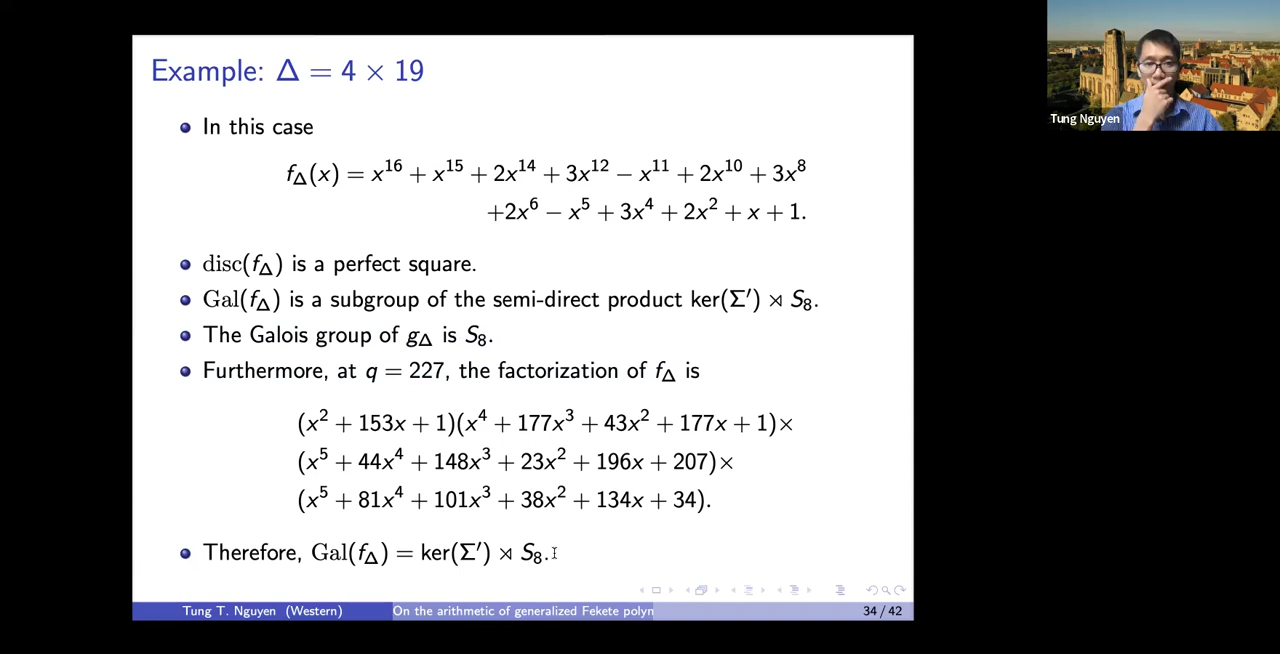 Example: Δ = 4 × 19
Tung Nguyen
• In this case
f_Δ(x) = x^16 + x^15 + 2x^14 + 3x^12 − x^11 + 2x^10 + 3x^8
+2x^6 − x^5 + 3x^4 + 2x^2 + x + 1.
• disc(f_Δ) is a perfect square.
• Gal(f_Δ) is a subgroup of the semi-direct product ker(Σ′) ⋊ S_8.
• The Galois group of g_Δ is S_8.
• Furthermore, at q = 227, the factorization of f_Δ is
(x^2 + 153x + 1)(x^4 + 177x^3 + 43x^2 + 177x + 1)×
(x^5 + 44x^4 + 148x^3 + 23x^2 + 196x + 207)×
(x^5 + 81x^4 + 101x^3 + 38x^2 + 134x + 34).
• Therefore, Gal(f_Δ) = ker(Σ′) ⋊ S_8.
Tung T. Nguyen (Western) On the arithmetic of generalized Fekete polyn 34 / 42